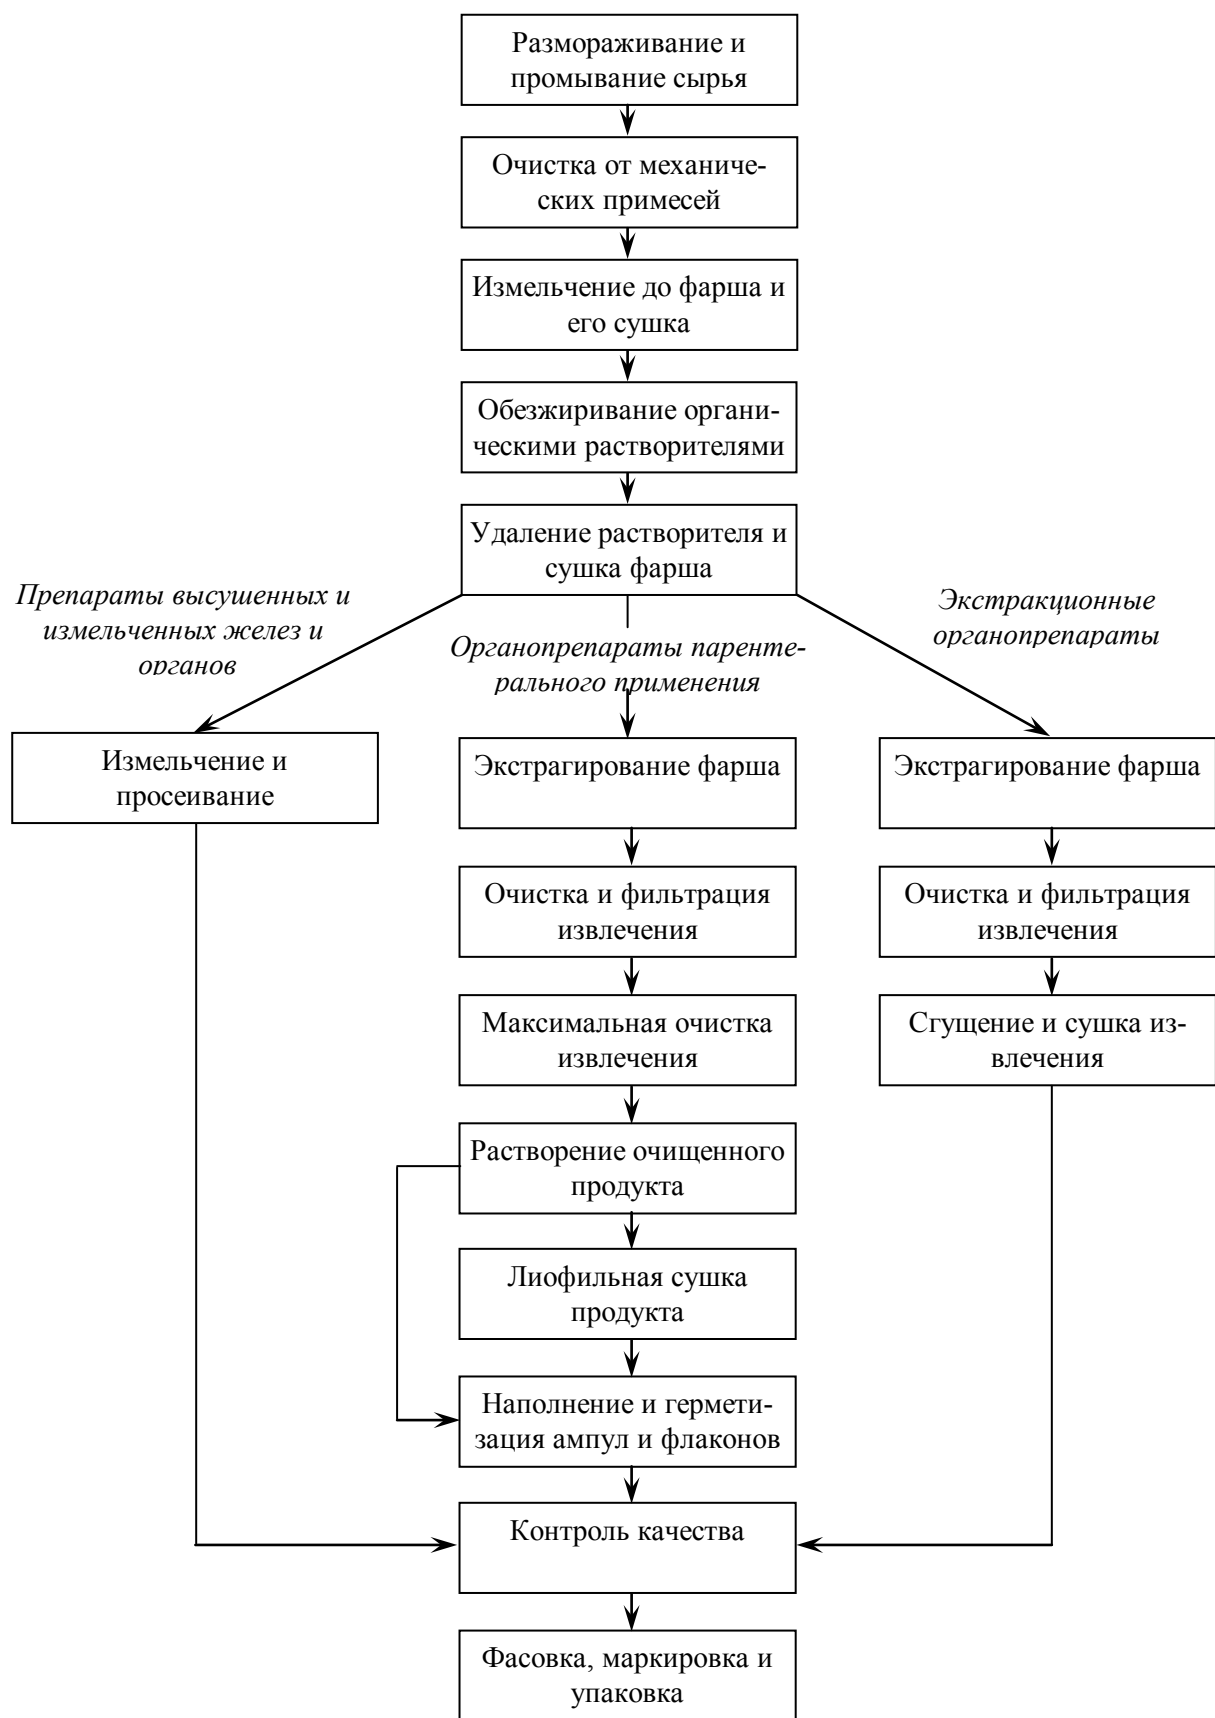 Размораживание и
промывание сырья
Очистка от механиче-
ских примесей
Измельчение до фарша и
его сушка
Обезжиривание органи-
ческими растворителями
Удаление растворителя и
сушка фарша
Препараты высушенных и
измельченных желез и
органов
Органопрепараты паренте-
рального применения
Экстракционные
органопрепараты
Измельчение и
просеивание
Экстрагирование фарша
Экстрагирование фарша
Очистка и фильтрация
извлечения
Очистка и фильтрация
извлечения
Максимальная очистка
извлечения
Сгущение и сушка из-
влечения
Растворение очищенного
продукта
Лиофильная сушка
продукта
Наполнение и гермети-
зация ампул и флаконов
Контроль качества
Фасовка, маркировка и
упаковка